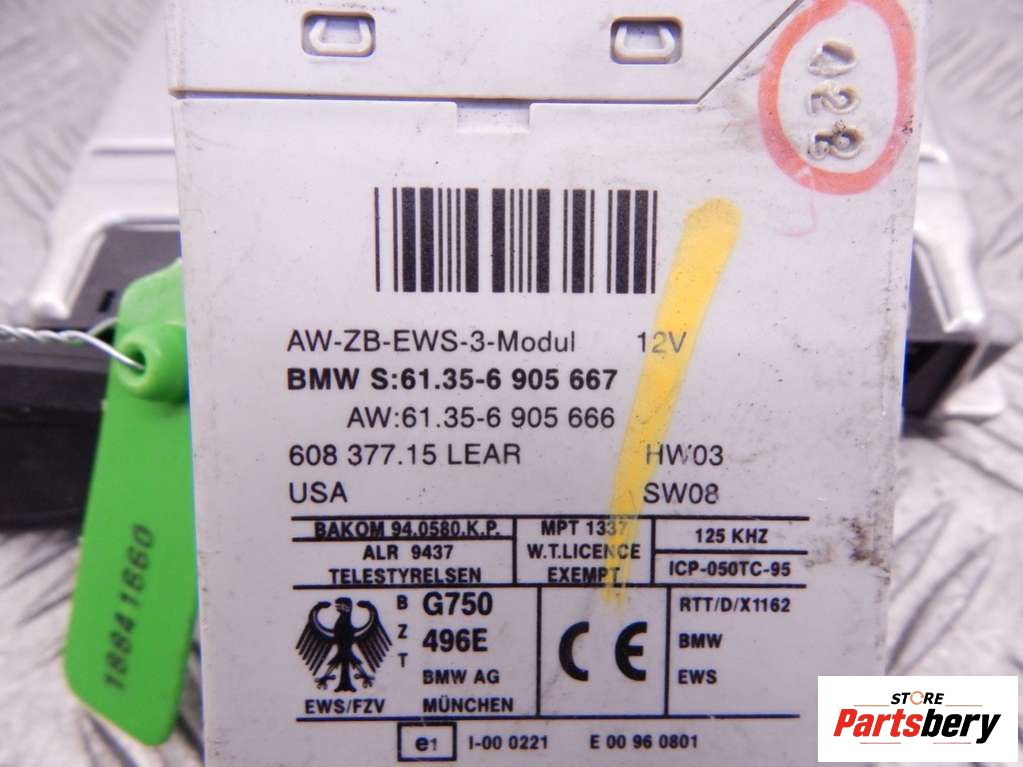 A22
AW-ZB-EWS-3-Modul 12V
BMW S:61.35-6 905 667
AW:61.35-6 905 666
608 377.15 LEAR HW03
USA SW08
BAKOM 94.0580.K.P. MPT 1337 125 KHZ
ALR 9437 W.T.LICENCE ICP-050TC-95
TELESTYRELSEN EXEMPT
BZT G750 RTT/D/X1162
496E CE BMW
BMW AG EWS
EWS/FZV MÜNCHEN
e1 I-00 0221 E 00 96 0801
18841660
STORE
Partsbery